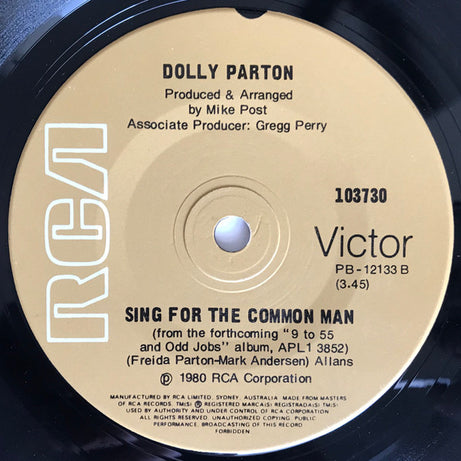 DOLLY PARTON
Produced & Arranged
by Mike Post
Associate Producer: Gregg Perry
RCA
103730
Victor
PB-12133 B
(3.45)
SING FOR THE COMMON MAN
(from the forthcoming "9 to 55
and Odd Jobs" album, APL1 3852)
(Freida Parton-Mark Andersen) Allans
℗ 1980 RCA Corporation
MANUFACTURED BY RCA LIMITED, SYDNEY, AUSTRALIA. MADE FROM MASTERS
OF RCA RECORDS. TM(S) ® REGISTERED MARCA(S) REGISTRADA(S) TM(S)
USED BY AUTHORITY AND UNDER CONTROL OF RCA CORPORATION.
ALL RIGHTS RESERVED. UNAUTHORIZED COPYING: PUBLIC
PERFORMANCE, BROADCASTING OF THIS RECORD
FORBIDDEN